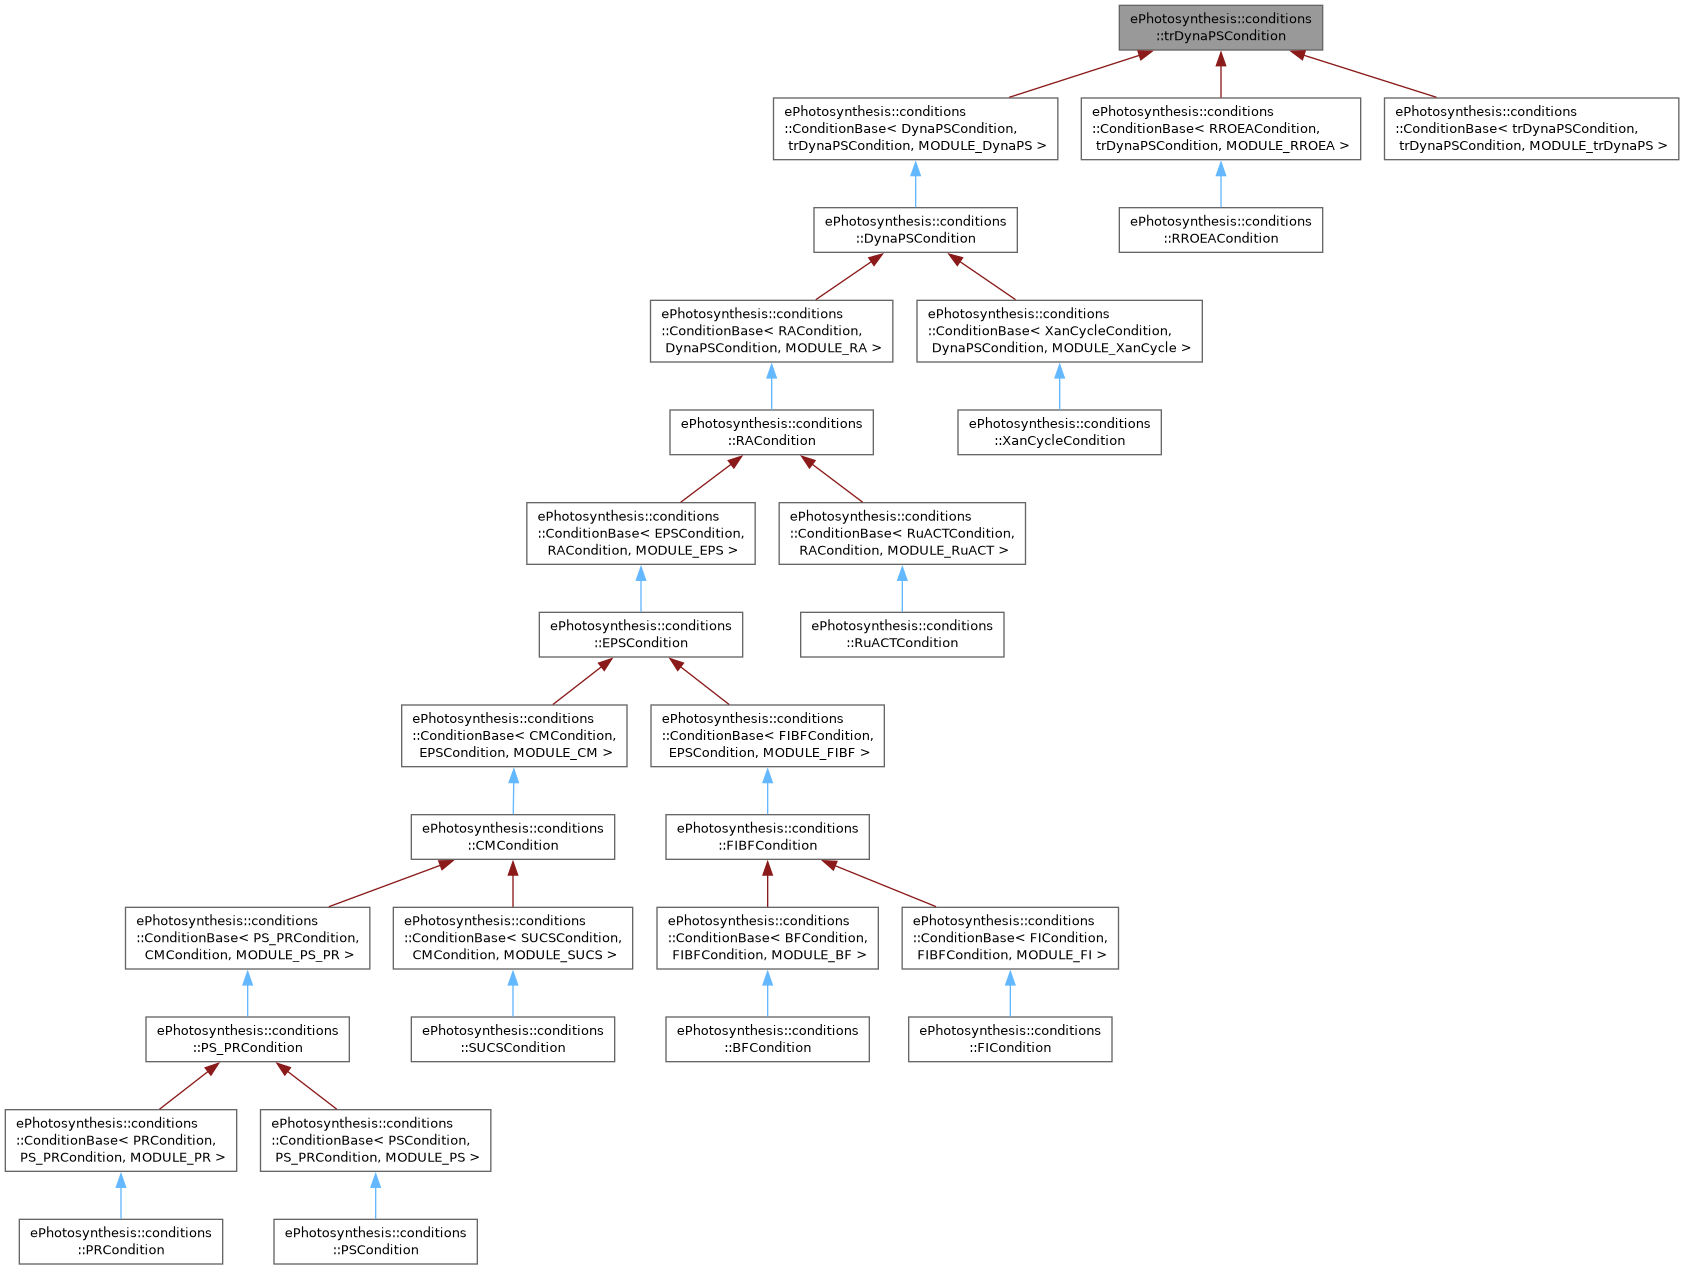 ePhotosynthesis::conditions
::trDynaPSCondition
ePhotosynthesis::conditions
::ConditionBase< DynaPSCondition,
trDynaPSCondition, MODULE_DynaPS >
ePhotosynthesis::conditions
::ConditionBase< RROEACondition,
trDynaPSCondition, MODULE_RROEA >
ePhotosynthesis::conditions
::ConditionBase< trDynaPSCondition,
trDynaPSCondition, MODULE_trDynaPS >
ePhotosynthesis::conditions
::DynaPSCondition
ePhotosynthesis::conditions
::RROEACondition
ePhotosynthesis::conditions
::ConditionBase< RACondition,
DynaPSCondition, MODULE_RA >
ePhotosynthesis::conditions
::ConditionBase< XanCycleCondition,
DynaPSCondition, MODULE_XanCycle >
ePhotosynthesis::conditions
::RACondition
ePhotosynthesis::conditions
::XanCycleCondition
ePhotosynthesis::conditions
::ConditionBase< EPSCondition,
RACondition, MODULE_EPS >
ePhotosynthesis::conditions
::ConditionBase< RuACTCondition,
RACondition, MODULE_RuACT >
ePhotosynthesis::conditions
::EPSCondition
ePhotosynthesis::conditions
::RuACTCondition
ePhotosynthesis::conditions
::ConditionBase< CMCondition,
EPSCondition, MODULE_CM >
ePhotosynthesis::conditions
::ConditionBase< FIBFCondition,
EPSCondition, MODULE_FIBF >
ePhotosynthesis::conditions
::CMCondition
ePhotosynthesis::conditions
::FIBFCondition
ePhotosynthesis::conditions
::ConditionBase< PS_PRCondition,
CMCondition, MODULE_PS_PR >
ePhotosynthesis::conditions
::ConditionBase< SUCSCondition,
CMCondition, MODULE_SUCS >
ePhotosynthesis::conditions
::ConditionBase< BFCondition,
FIBFCondition, MODULE_BF >
ePhotosynthesis::conditions
::ConditionBase< FICondition,
FIBFCondition, MODULE_FI >
ePhotosynthesis::conditions
::PS_PRCondition
ePhotosynthesis::conditions
::SUCSCondition
ePhotosynthesis::conditions
::BFCondition
ePhotosynthesis::conditions
::FICondition
ePhotosynthesis::conditions
::ConditionBase< PRCondition,
PS_PRCondition, MODULE_PR >
ePhotosynthesis::conditions
::ConditionBase< PSCondition,
PS_PRCondition, MODULE_PS >
ePhotosynthesis::conditions
::PRCondition
ePhotosynthesis::conditions
::PSCondition